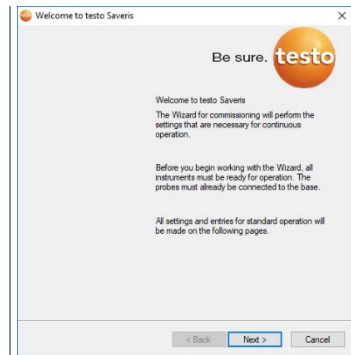 Welcome to testo Saveris
Be sure. testo
Welcome to testo Saveris
The Wizard for commissioning will perform the
settings that are necessary for continuous
operation.
Before you begin working with the Wizard, all
instruments must be ready for operation. The
probes must already be connected to the base.
All settings and entries for standard operation will
be made on the following pages.
< Back Next > Cancel